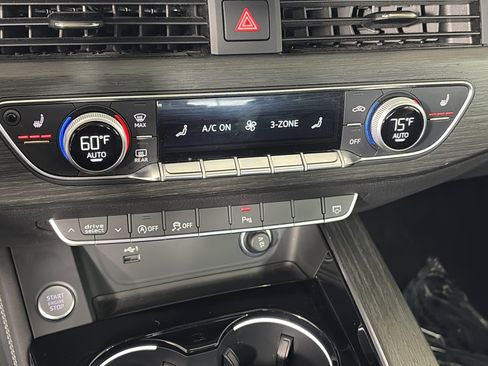 60°F
AUTO
MAX
REAR
A/C ON
3-ZONE
75°F
AUTO
OFF
drive
select
OFF
OFF
START
ENGINE
STOP